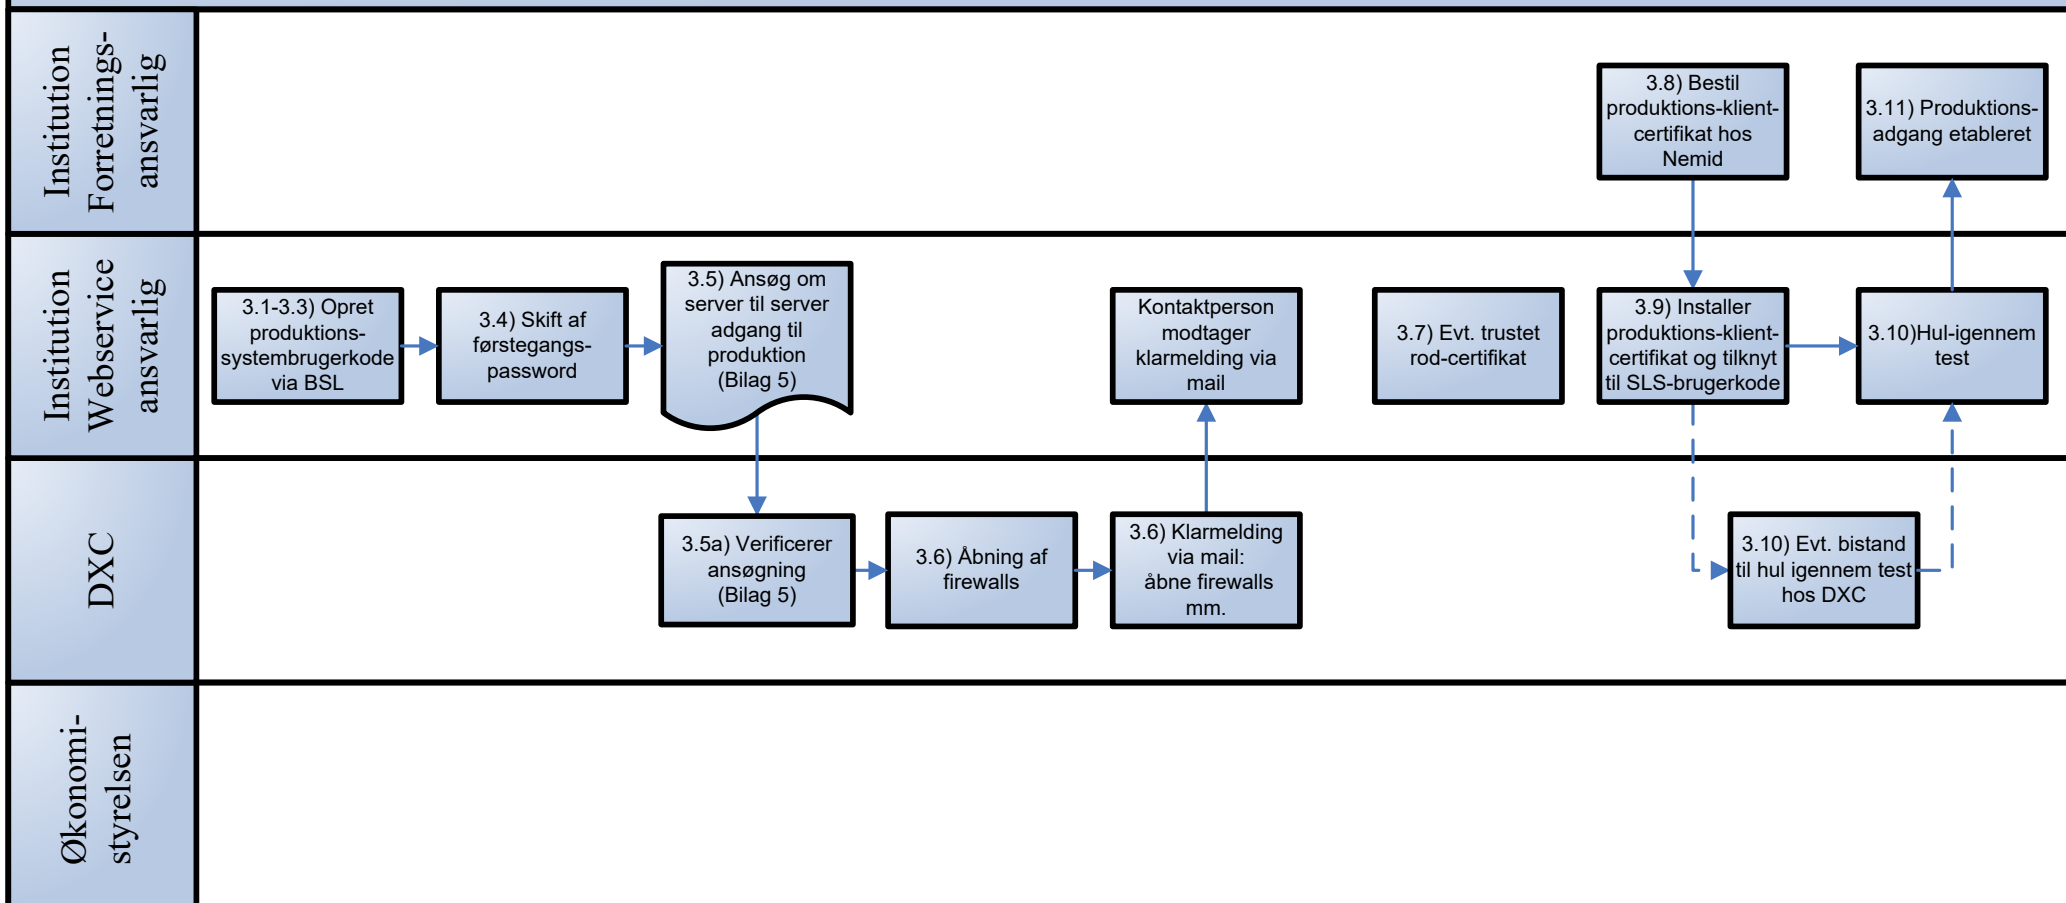 Institution
Forretnings-
ansvarlig
3.8) Bestil
produktions-klient-
certifikat hos
Nemid
3.11) Produktions-
adgang etableret
Institution
Webservice
ansvarlig
3.1-3.3) Opret
produktions-
systembrugerkode
via BSL
3.4) Skift af
førstegangs-
password
3.5) Ansøg om
server til server
adgang til
produktion
(Bilag 5)
Kontaktperson
modtager
klarmelding via
mail
3.7) Evt. trustet
rod-certifikat
3.9) Installer
produktions-klient-
certifikat og tilknyt
til SLS-brugerkode
3.10)Hul-igennem
test
DXC
3.5a) Verificerer
ansøgning
(Bilag 5)
3.6) Åbning af
firewalls
3.6) Klarmelding
via mail:
åbne firewalls
mm.
3.10) Evt. bistand
til hul igennem test
hos DXC
Økonomi-
styrelsen